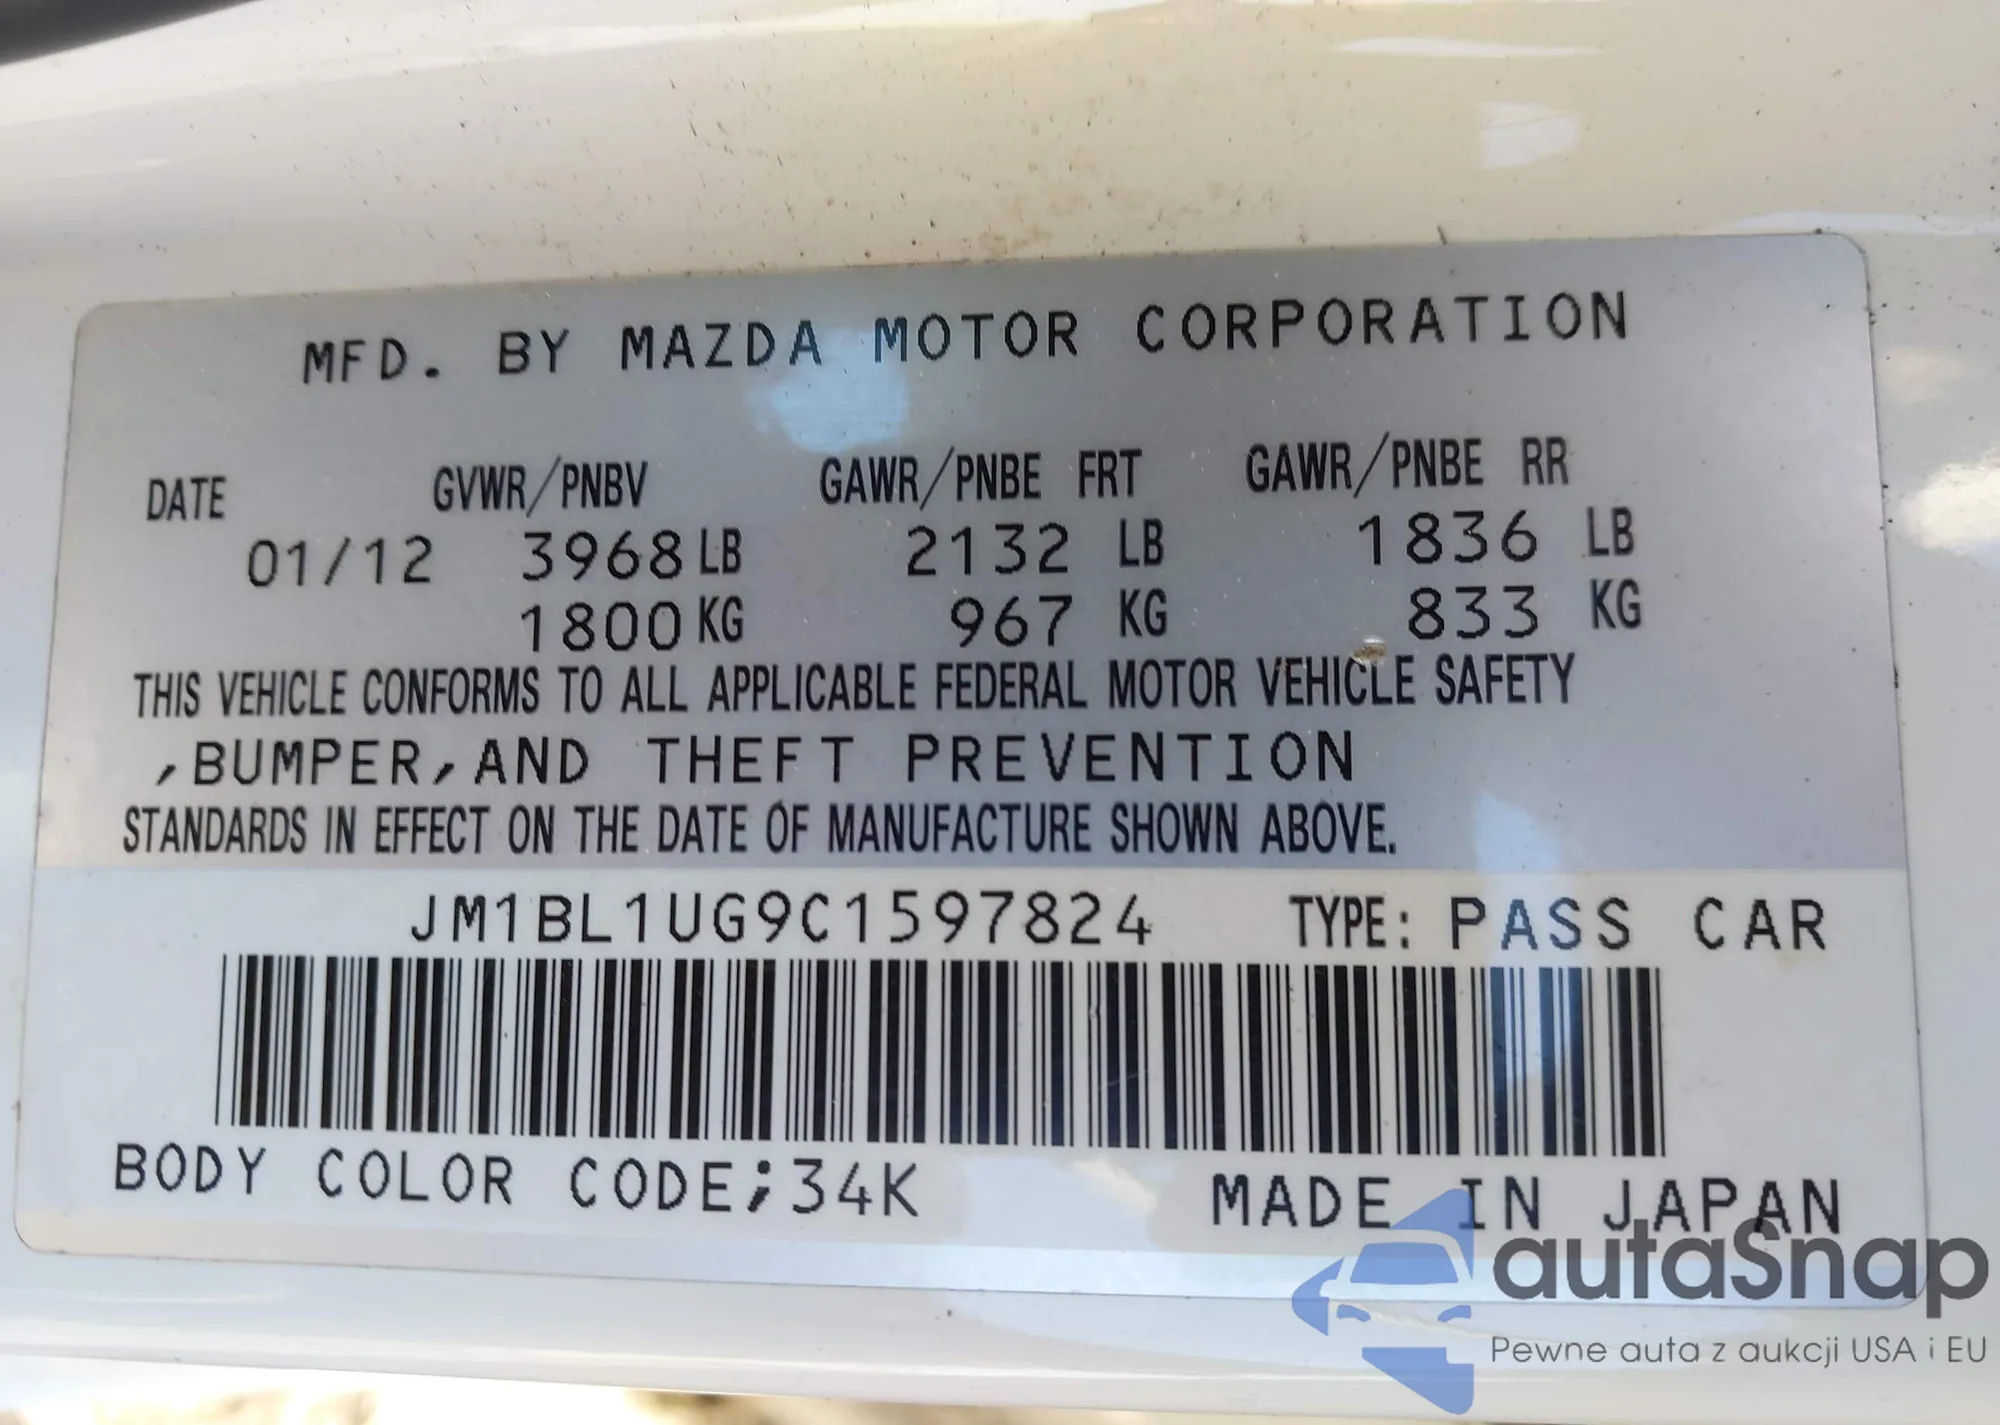 MFD. BY MAZDA MOTOR CORPORATION
DATE GVWR/PNBV GAWR/PNBE FRT GAWR/PNBE RR
01/12 3968 LB 2132 LB 1836 LB
1800 KG 967 KG 833 KG
THIS VEHICLE CONFORMS TO ALL APPLICABLE FEDERAL MOTOR VEHICLE SAFETY
,BUMPER,AND THEFT PREVENTION
STANDARDS IN EFFECT ON THE DATE OF MANUFACTURE SHOWN ABOVE.
JM1BL1UG9C1597824 TYPE: PASS CAR
BODY COLOR CODE;34K MADE IN JAPAN
autaSnap
Pewne auta z aukcji USA i EU